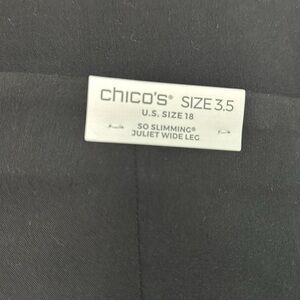 chico's® SIZE 3.5
U.S. SIZE 18
SO SLIMMING®
JULIET WIDE LEG